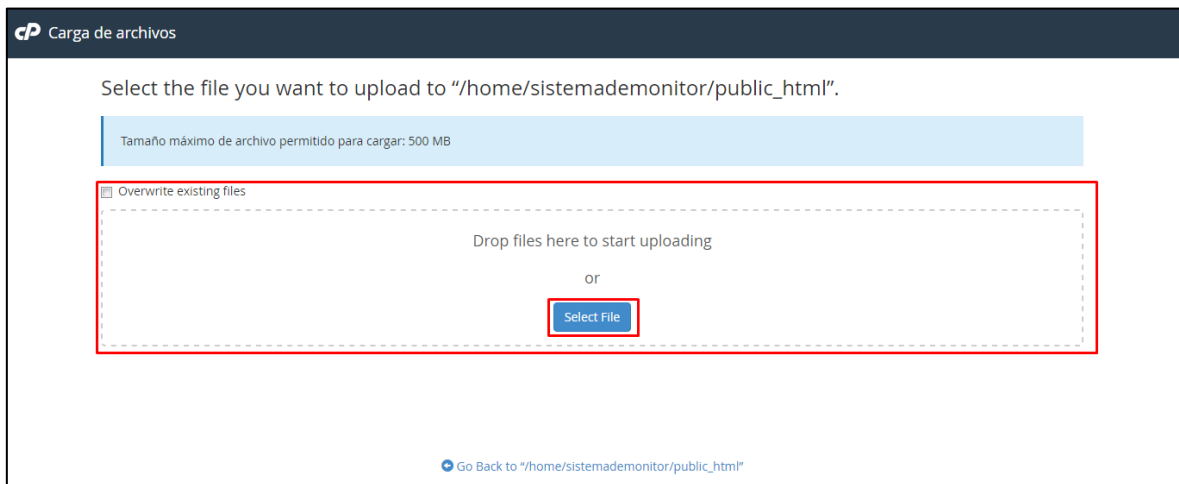 cP Carga de archivos
Select the file you want to upload to “/home/sistemademonitor/public_html”.
Tamaño máximo de archivo permitido para cargar: 500 MB
Overwrite existing files
Drop files here to start uploading
or
Select File
Go Back to “/home/sistemademonitor/public_html”